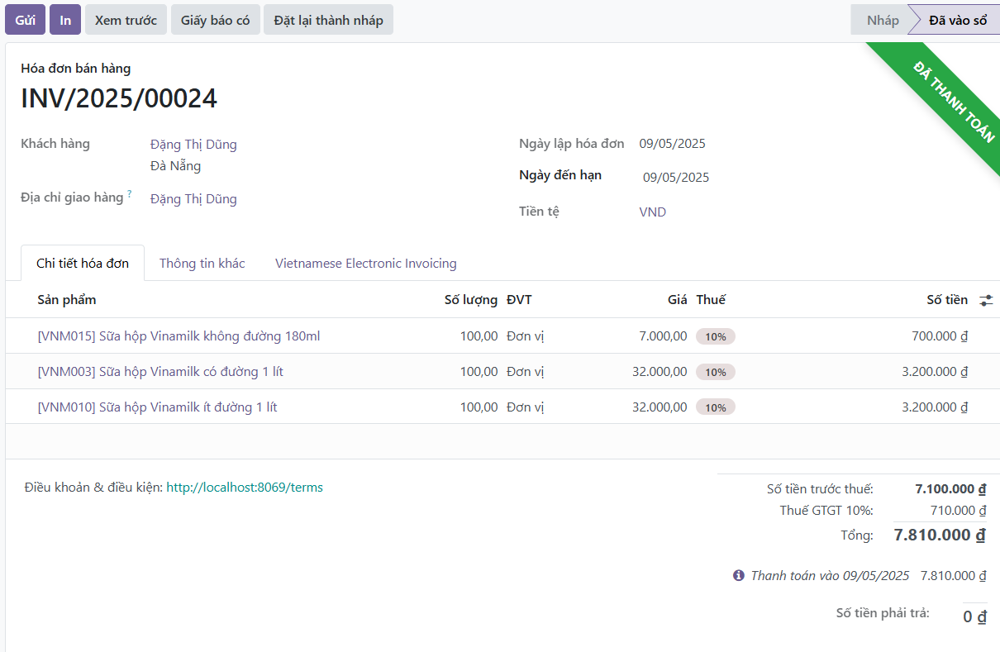 Gửi In Xem trước Giấy báo có Đặt lại thành nháp Nháp Đã vào sổ
ĐÃ THANH TOÁN
Hóa đơn bán hàng
INV/2025/00024
Khách hàng Đặng Thị Dũng
Đà Nẵng
Địa chỉ giao hàng ? Đặng Thị Dũng
Ngày lập hóa đơn 09/05/2025
Ngày đến hạn 09/05/2025
Tiền tệ VND
Chi tiết hóa đơn Thông tin khác Vietnamese Electronic Invoicing
Sản phẩm Số lượng ĐVT Giá Thuế Số tiền
[VNM015] Sữa hộp Vinamilk không đường 180ml 100,00 Đơn vị 7.000,00 10% 700.000 ₫
[VNM003] Sữa hộp Vinamilk có đường 1 lít 100,00 Đơn vị 32.000,00 10% 3.200.000 ₫
[VNM010] Sữa hộp Vinamilk ít đường 1 lít 100,00 Đơn vị 32.000,00 10% 3.200.000 ₫
Điều khoản & điều kiện: http://localhost:8069/terms
Số tiền trước thuế: 7.100.000 ₫
Thuế GTGT 10%: 710.000 ₫
Tổng: 7.810.000 ₫
Thanh toán vào 09/05/2025 7.810.000 ₫
Số tiền phải trả: 0 ₫